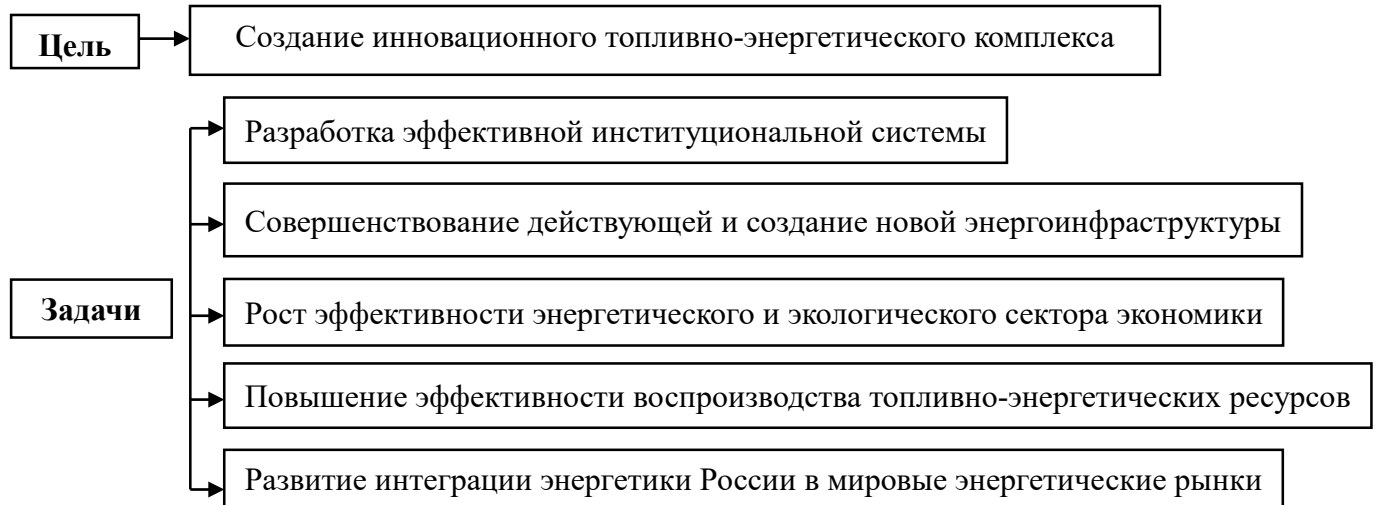 Цель
Создание инновационного топливно-энергетического комплекса
Разработка эффективной институциональной системы
Совершенствование действующей и создание новой энергоинфраструктуры
Задачи
Рост эффективности энергетического и экологического сектора экономики
Повышение эффективности воспроизводства топливно-энергетических ресурсов
Развитие интеграции энергетики России в мировые энергетические рынки